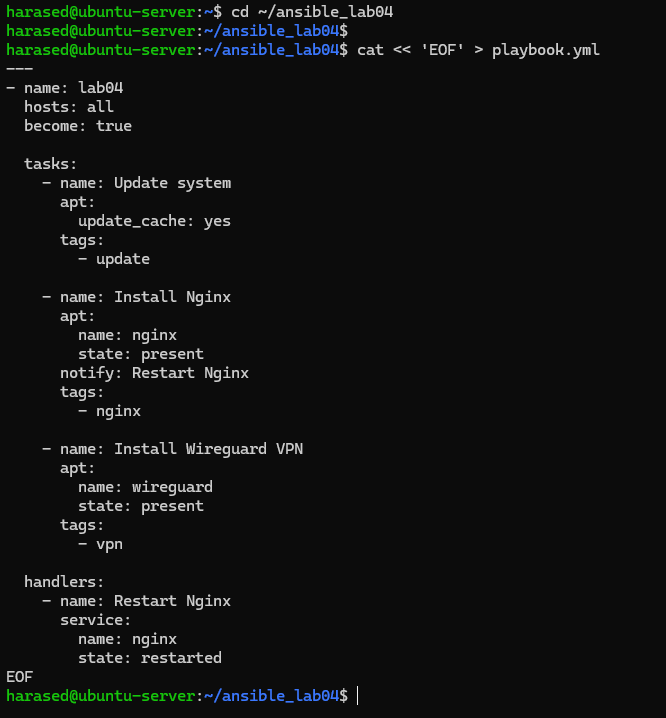 harased@ubuntu-server:~$ cd ~/ansible_lab04
harased@ubuntu-server:~/ansible_lab04$
harased@ubuntu-server:~/ansible_lab04$ cat << 'EOF' > playbook.yml
---
- name: lab04
  hosts: all
  become: true

  tasks:
    - name: Update system
      apt:
        update_cache: yes
      tags:
        - update

    - name: Install Nginx
      apt:
        name: nginx
        state: present
      notify: Restart Nginx
      tags:
        - nginx

    - name: Install Wireguard VPN
      apt:
        name: wireguard
        state: present
      tags:
        - vpn

  handlers:
    - name: Restart Nginx
      service:
        name: nginx
        state: restarted
EOF
harased@ubuntu-server:~/ansible_lab04$